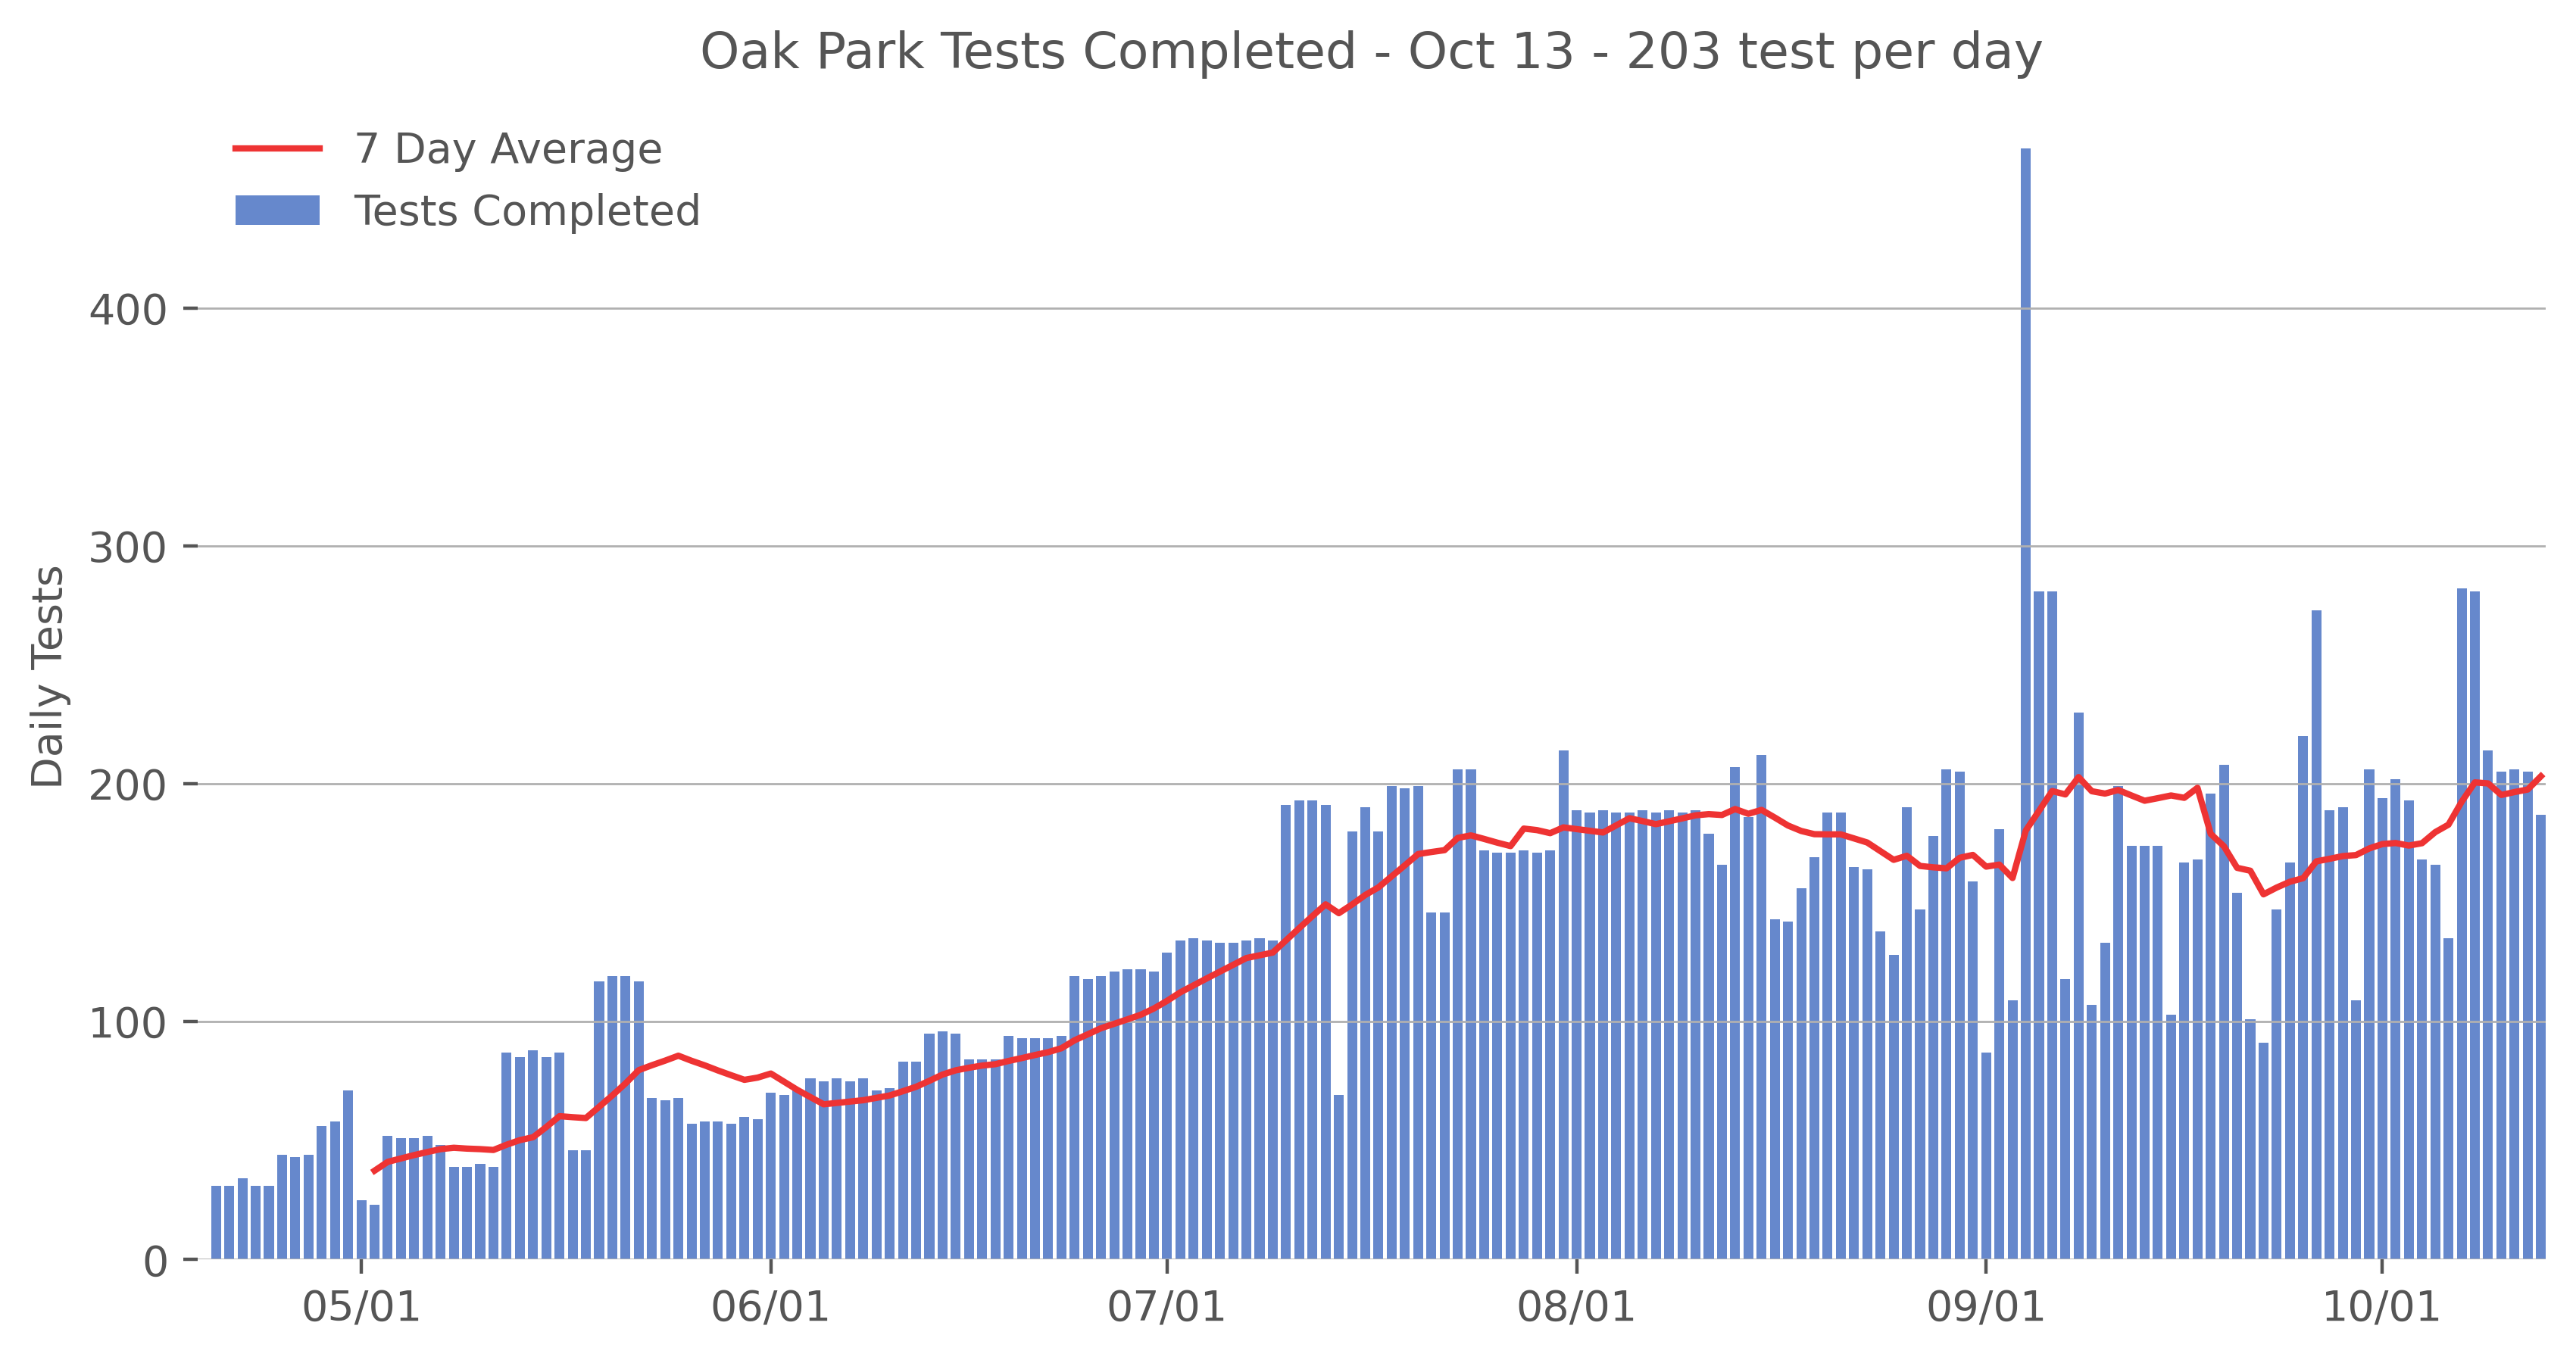 Oak Park Tests Completed - Oct 13 - 203 test per day
7 Day Average
Tests Completed
Daily Tests
400
300
200
100
0
05/01
06/01
07/01
08/01
09/01
10/01